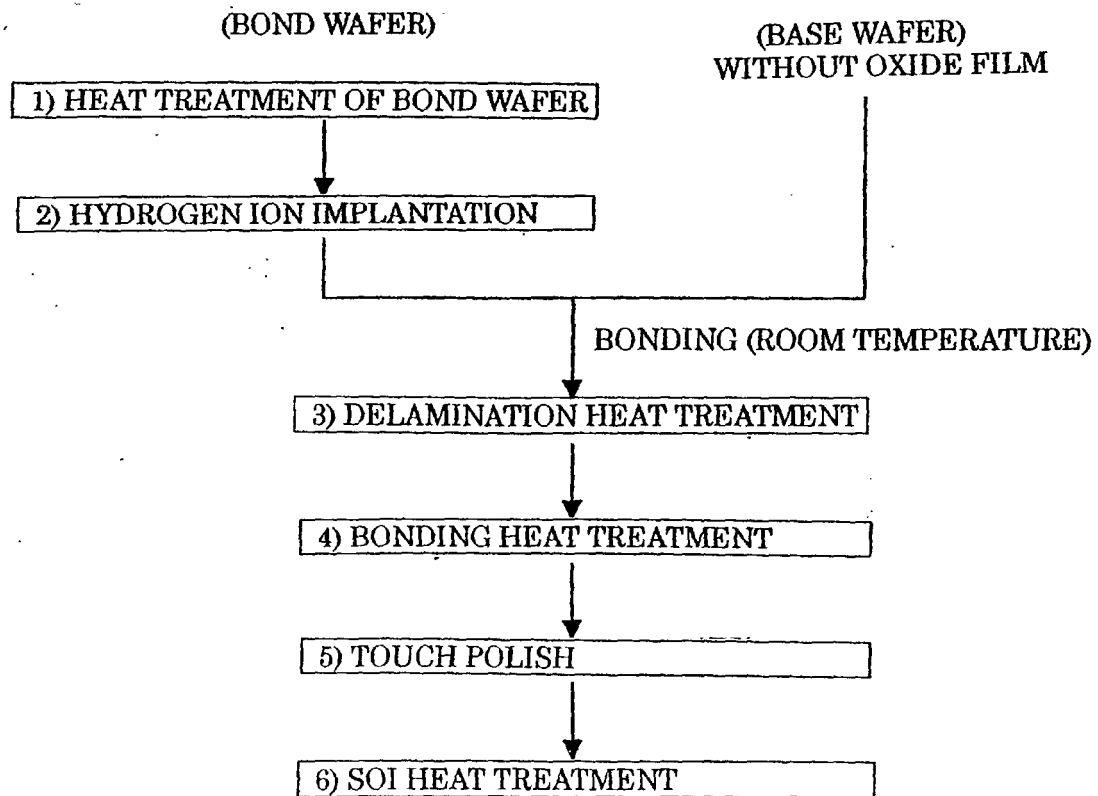 (BOND WAFER)
(BASE WAFER)
WITHOUT OXIDE FILM
1) HEAT TREATMENT OF BOND WAFER
2) HYDROGEN ION IMPLANTATION
BONDING (ROOM TEMPERATURE)
3) DELAMINATION HEAT TREATMENT
4) BONDING HEAT TREATMENT
5) TOUCH POLISH
6) SOI HEAT TREATMENT